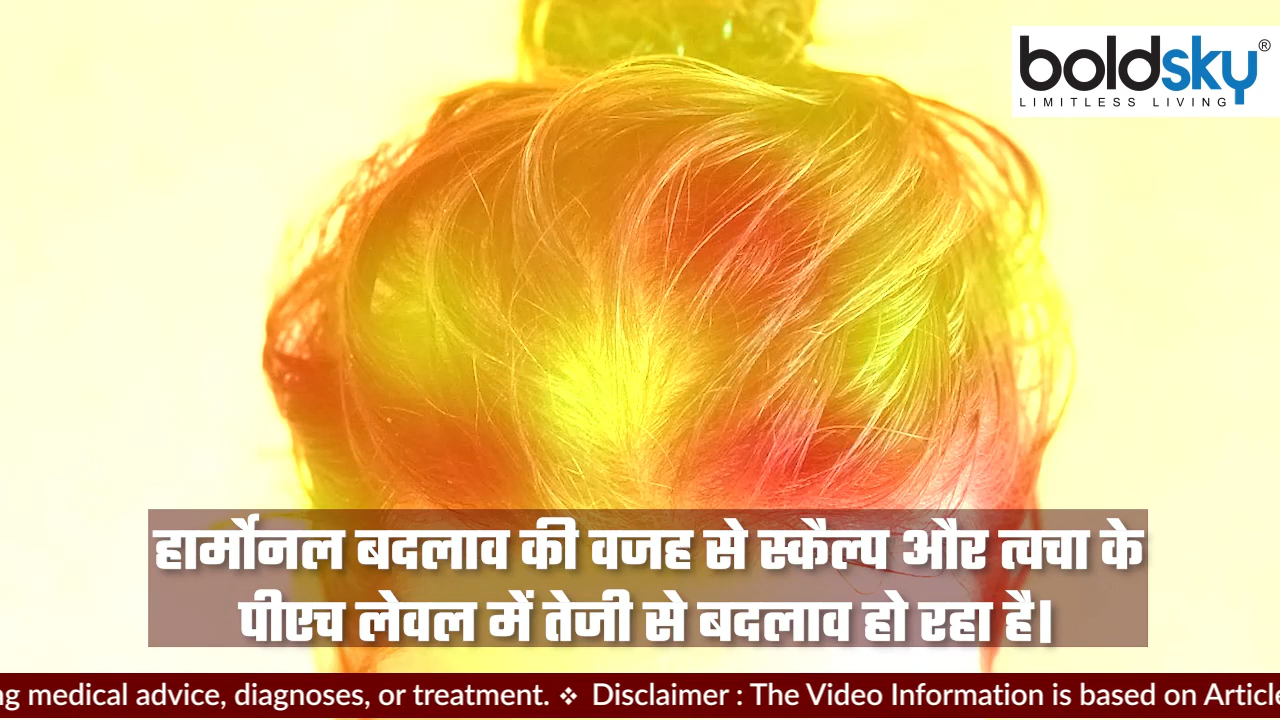 boldsky®
LIMITLESS LIVING
हार्मोनल बदलाव की वजह से स्कैल्प और त्वचा के
पीएच लेवल में तेजी से बदलाव हो रहा है।
medical advice, diagnoses, or treatment. ❖ Disclaimer : The Video Information is based on